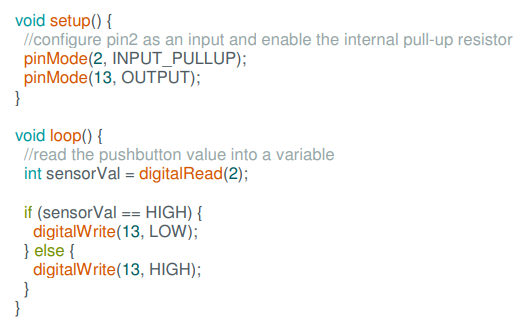 void setup() {
  //configure pin2 as an input and enable the internal pull-up resistor
  pinMode(2, INPUT_PULLUP);
  pinMode(13, OUTPUT);
}

void loop() {
  //read the pushbutton value into a variable
  int sensorVal = digitalRead(2);

  if (sensorVal == HIGH) {
    digitalWrite(13, LOW);
  } else {
    digitalWrite(13, HIGH);
  }
}